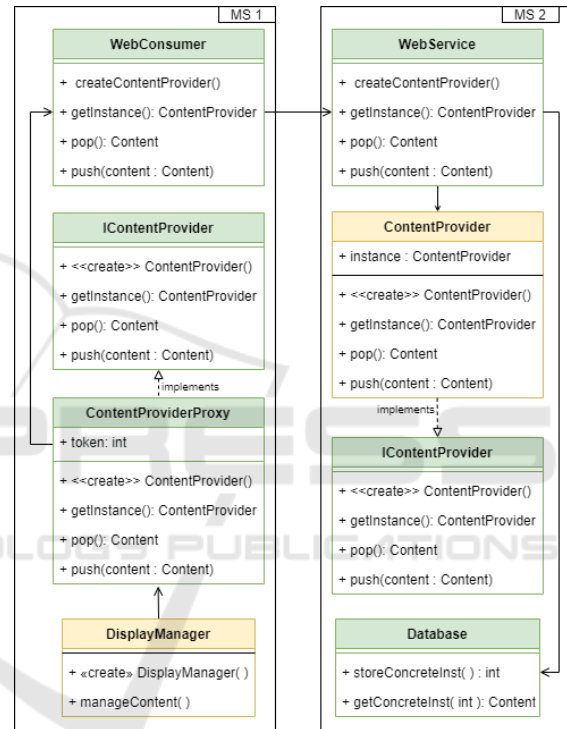 MS 1
WebConsumer
+ createContentProvider()
+ getInstance(): ContentProvider
+ pop(): Content
+ push(content : Content)
IContentProvider
+ <<create>> ContentProvider()
+ getInstance(): ContentProvider
+ pop(): Content
+ push(content : Content)
implements
ContentProviderProxy
+ token: int
+ <<create>> ContentProvider()
+ getInstance(): ContentProvider
+ pop(): Content
+ push(content : Content)
DisplayManager
+ «create» DisplayManager( )
+ manageContent( )
MS 2
WebService
+ createContentProvider()
+ getInstance(): ContentProvider
+ pop(): Content
+ push(content : Content)
ContentProvider
+ instance : ContentProvider
+ <<create>> ContentProvider()
+ getInstance(): ContentProvider
+ pop(): Content
+ push(content : Content)
implements
IContentProvider
+ <<create>> ContentProvider()
+ getInstance(): ContentProvider
+ pop(): Content
+ push(content : Content)
Database
+ storeConcreteInst( ) : int
+ getConcreteInst( int ): Content
PRESS
PUBLICATIONS